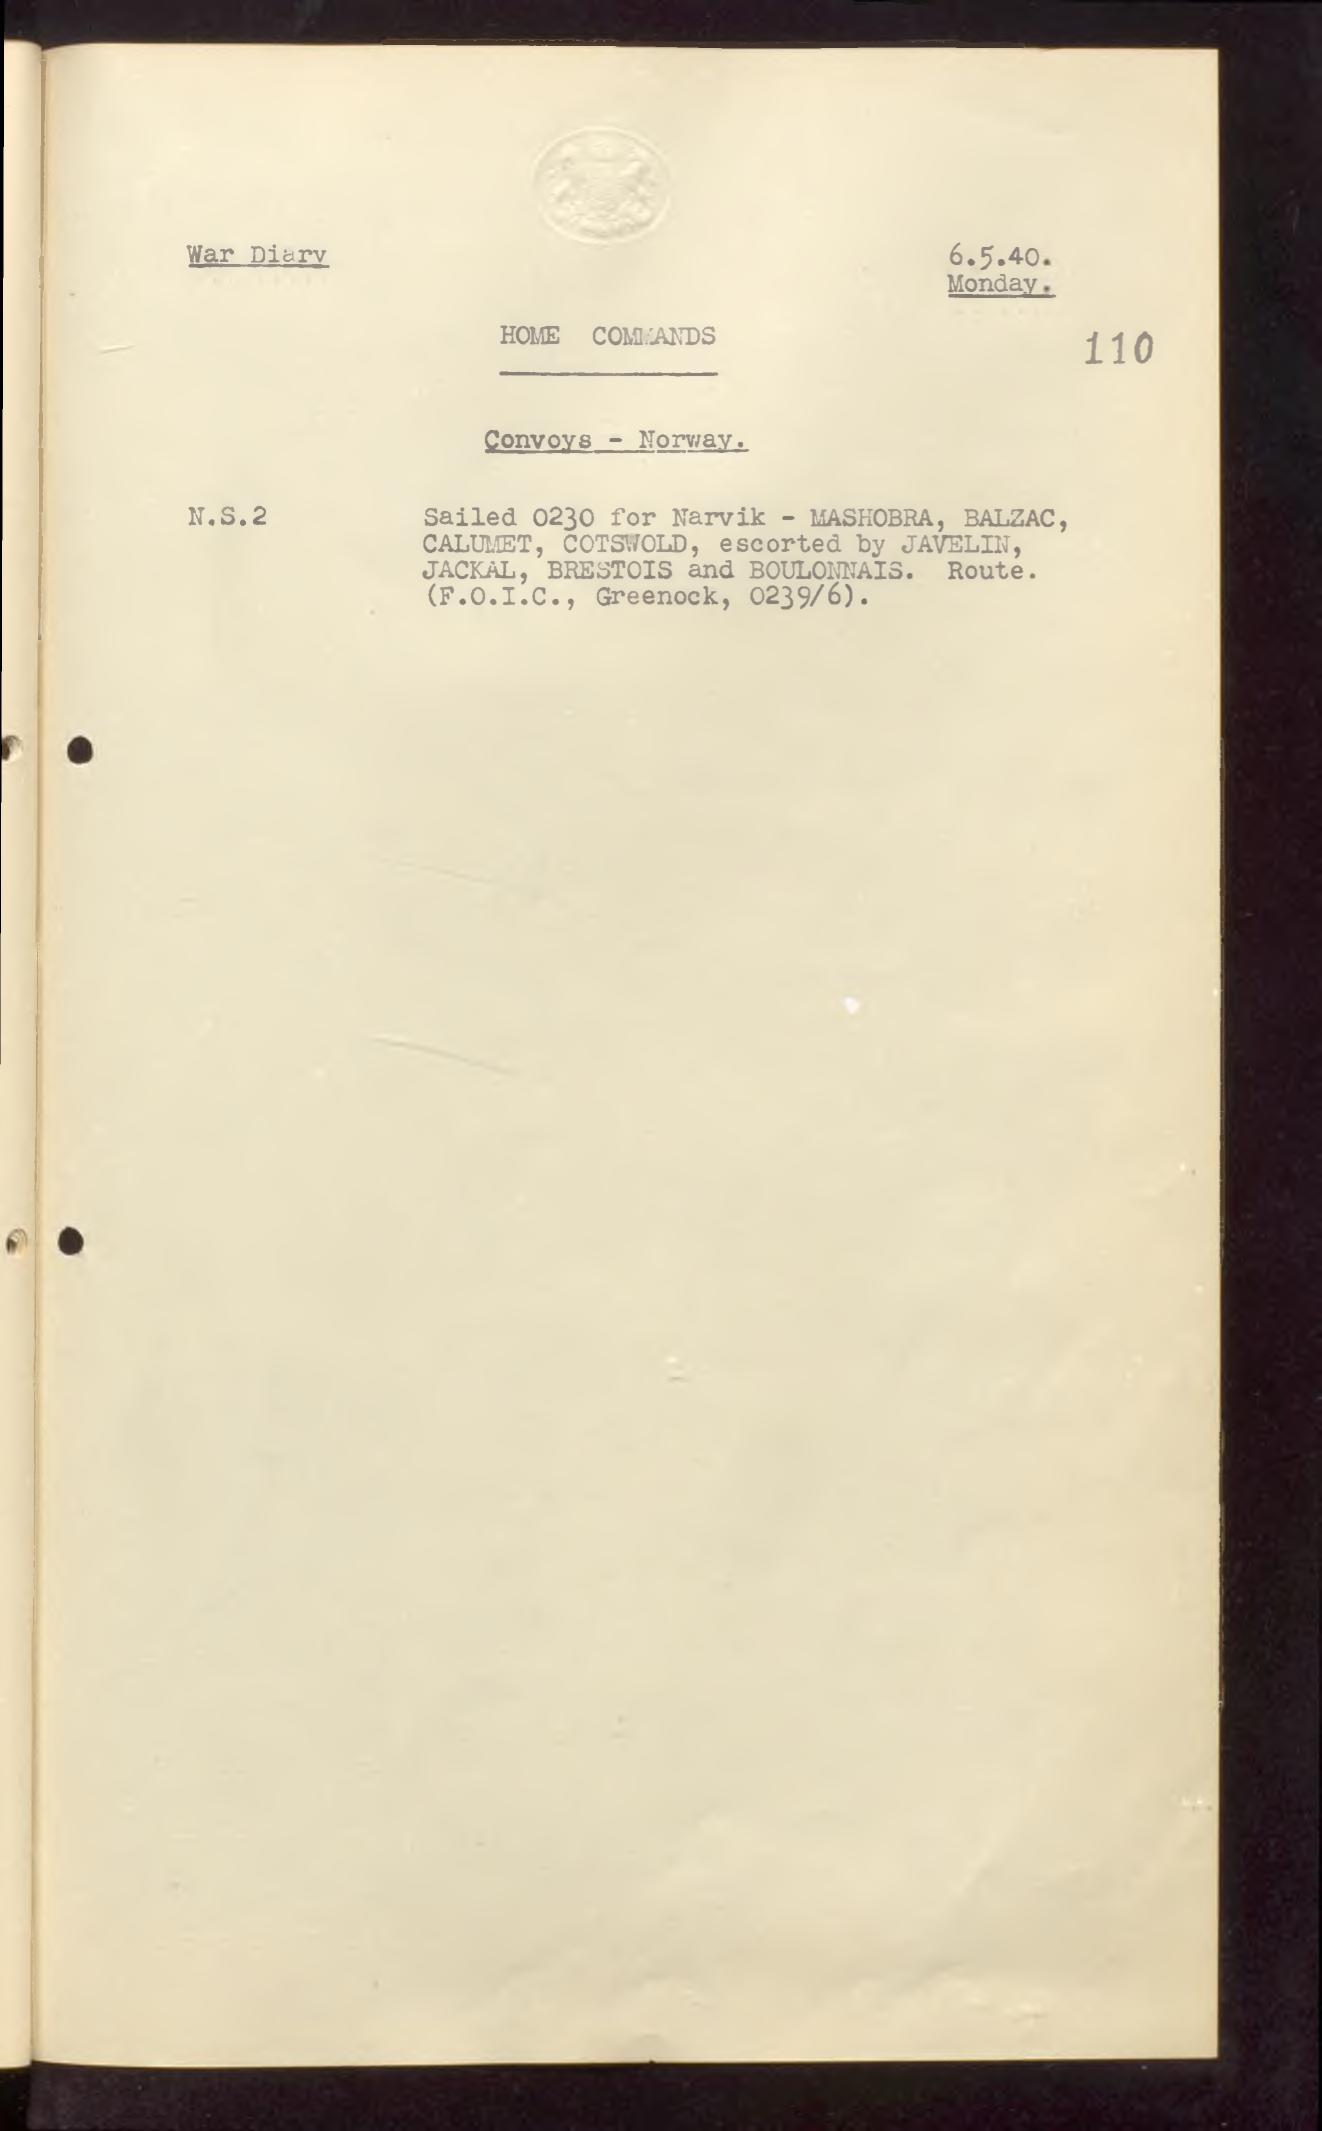 War Diary
6.5.40.
Monday.
HOME COMMANDS
110
Convoys - Norway.
N.S.2
Sailed 0230 for Narvik - MASHOBRA, BALZAC,
CALUMET, COTSWOLD, escorted by JAVELIN,
JACKAL, BRESTOIS and BOULONNAIS. Route.
(F.O.I.C., Greenock, 0239/6).